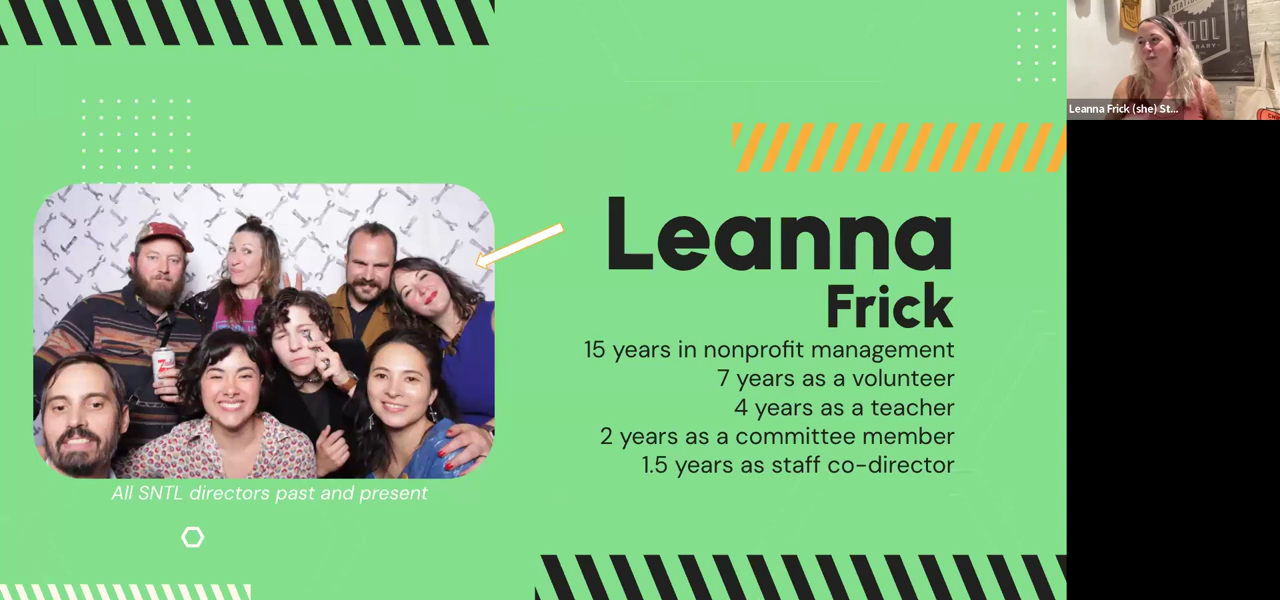 Leanna
Frick
15 years in nonprofit management
7 years as a volunteer
4 years as a teacher
2 years as a committee member
1.5 years as staff co-director
All SNTL directors past and present
Leanna Frick (she) St...